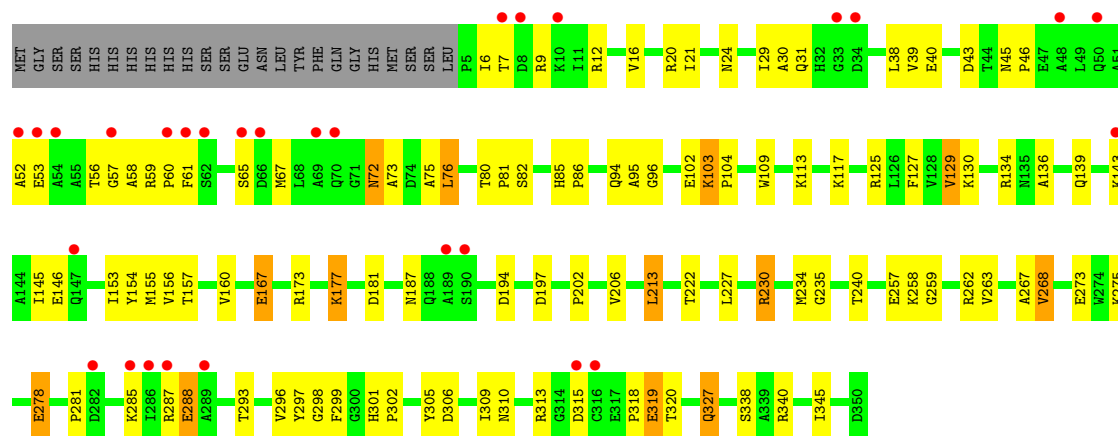 MET GLY SER SER HIS HIS HIS HIS HIS HIS SER SER GLU ASN LEU TYR PHE GLN GLY HIS MET SER SER LEU P5 I6 T7 D8 R9 K10 I11 R12 V16 R20 I21 N24 I29 A30 Q31 H32 G33 D34 L38 V39 E40 D43 T44 N45 P46 E47 A48 L49 Q50 A51
A52 E53 A54 A55 T56 G57 A58 R59 P60 F61 S62 S65 D66 M67 L68 A69 Q70 G71 N72 A73 D74 A75 L76 T80 P81 S82 H85 P86 Q94 A95 G96 E102 K103 P104 W109 K113 K117 R125 L126 F127 V128 V129 K130 R134 N135 A136 Q139 K143
A144 I145 E146 Q147 I153 Y154 M155 V156 T157 V160 E167 R173 K177 D181 N187 Q188 A189 S190 D194 D197 P202 V206 L213 T222 L227 R230 M234 G235 T240 E257 K258 G259 R262 V263 A267 V268 E273 W274 K275
E278 P281 D282 K285 I286 R287 E288 A289 T293 V296 Y297 G298 F299 G300 H301 P302 Y305 D306 I309 N310 R313 G314 D315 C316 E317 P318 E319 T320 Q327 S338 A339 R340 I345 D350